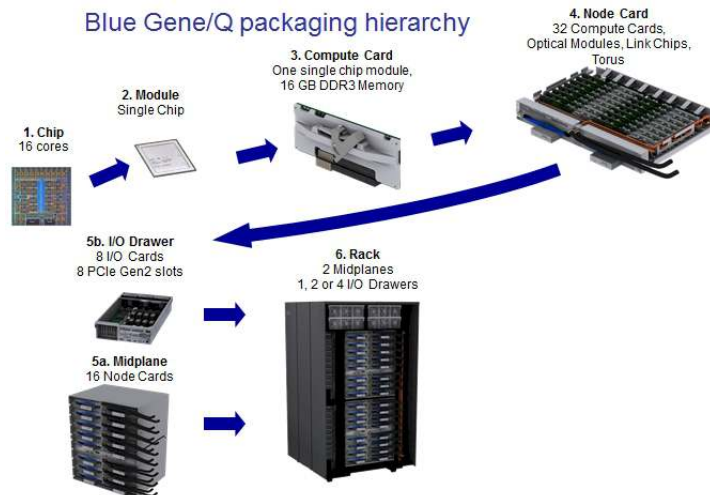 Blue Gene/Q packaging hierarchy
1. Chip
16 cores
2. Module
Single Chip
3. Compute Card
One single chip module,
16 GB DDR3 Memory
4. Node Card
32 Compute Cards,
Optical Modules, Link Chips,
Torus
5b. I/O Drawer
8 I/O Cards
8 PCIe Gen2 slots
5a. Midplane
16 Node Cards
6. Rack
2 Midplanes
1, 2 or 4 I/O Drawers